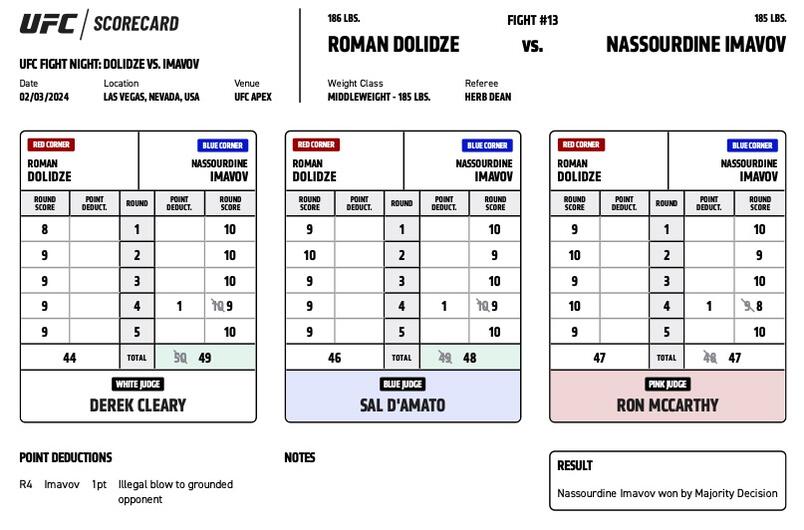 UFC / SCORECARD
UFC FIGHT NIGHT: DOLIDZE VS. IMAVOV
Date Location Venue
02/03/2024 LAS VEGAS, NEVADA, USA UFC APEX
186 LBS. FIGHT #13 185 LBS.
ROMAN DOLIDZE vs. NASSOURDINE IMAVOV
Weight Class Referee
MIDDLEWEIGHT - 185 LBS. HERB DEAN
RED CORNER BLUE CORNER
ROMAN NASSOURDINE
DOLIDZE IMAVOV
ROUND POINT ROUND POINT ROUND
SCORE DEDUCT. DEDUCT. SCORE
8 1 10
9 2 10
9 3 10
9 4 1 10 9
9 5 10
44 TOTAL 50 49
WHITE JUDGE
DEREK CLEARY
RED CORNER BLUE CORNER
ROMAN NASSOURDINE
DOLIDZE IMAVOV
ROUND POINT ROUND POINT ROUND
SCORE DEDUCT. DEDUCT. SCORE
9 1 10
10 2 9
9 3 10
9 4 1 10 9
9 5 10
46 TOTAL 49 48
BLUE JUDGE
SAL D'AMATO
RED CORNER BLUE CORNER
ROMAN NASSOURDINE
DOLIDZE IMAVOV
ROUND POINT ROUND POINT ROUND
SCORE DEDUCT. DEDUCT. SCORE
9 1 10
10 2 9
9 3 10
10 4 1 9 8
9 5 10
47 TOTAL 48 47
PINK JUDGE
RON MCCARTHY
POINT DEDUCTIONS
R4 Imavov 1pt Illegal blow to grounded
opponent
NOTES
RESULT
Nassourdine Imavov won by Majority Decision